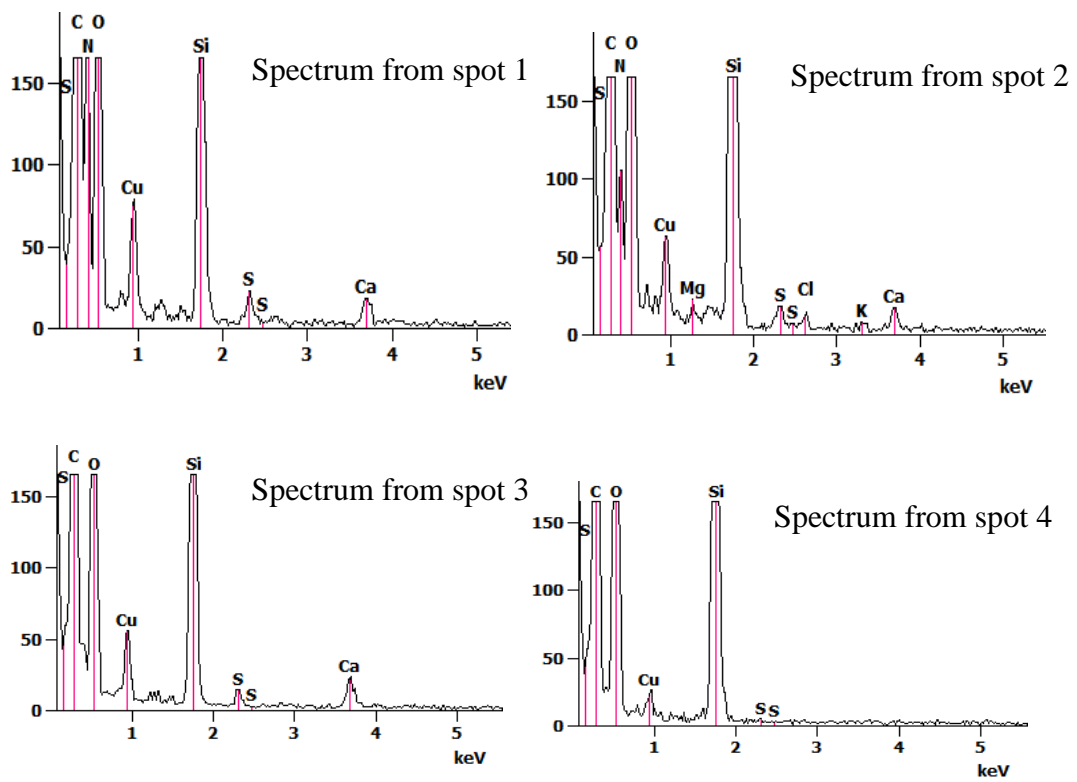 C O
N Si
S
Spectrum from spot 1
150
100
50
0
Cu
S
S
Ca
1 2 3 4 5
keV
C O
N Si
S
Spectrum from spot 2
150
100
50
0
Cu
Mg
S
S
Cl
K
Ca
1 2 3 4 5
keV
C O Si
S
Spectrum from spot 3
150
100
50
0
Cu
S
S
Ca
1 2 3 4 5
keV
C O Si
S
Spectrum from spot 4
150
100
50
0
Cu
S S
1 2 3 4 5
keV